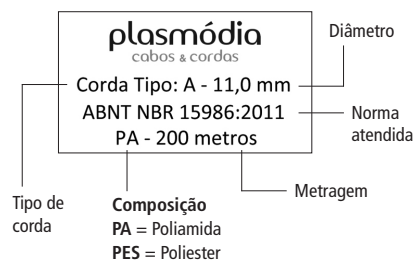 plasmódia
cabos & cordas
Corda Tipo: A - 11,0 mm
ABNT NBR 15986:2011
PA - 200 metros
Diâmetro
Norma
atendida
Metragem
Tipo de
corda
Composição
PA = Poliamida
PES = Poliester